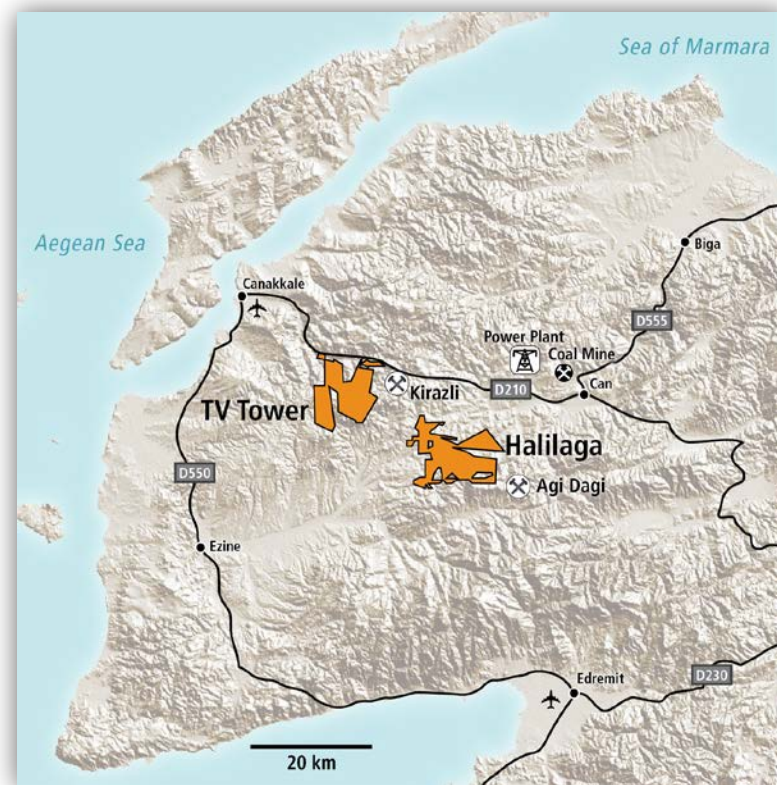 Sea of Marmara
Aegean Sea
Biga
Canakkale
D555
Power Plant
Coal Mine
Kirazli
D210
Can
TV Tower
Halilaga
D550
Agi Dagi
Ezine
Edremit
D230
20 km